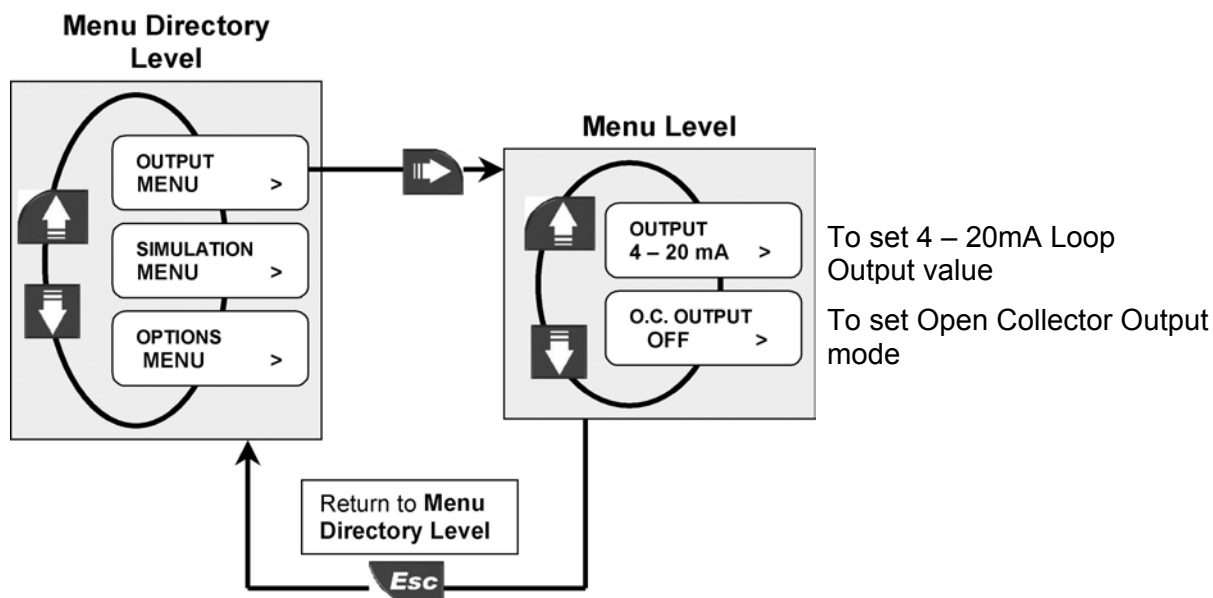 Menu Directory
Level
OUTPUT
MENU >
SIMULATION
MENU >
OPTIONS
MENU >
Menu Level
OUTPUT
4 – 20 mA >
O.C. OUTPUT
OFF >
To set 4 – 20mA Loop
Output value
To set Open Collector Output
mode
Return to Menu
Directory Level
Esc